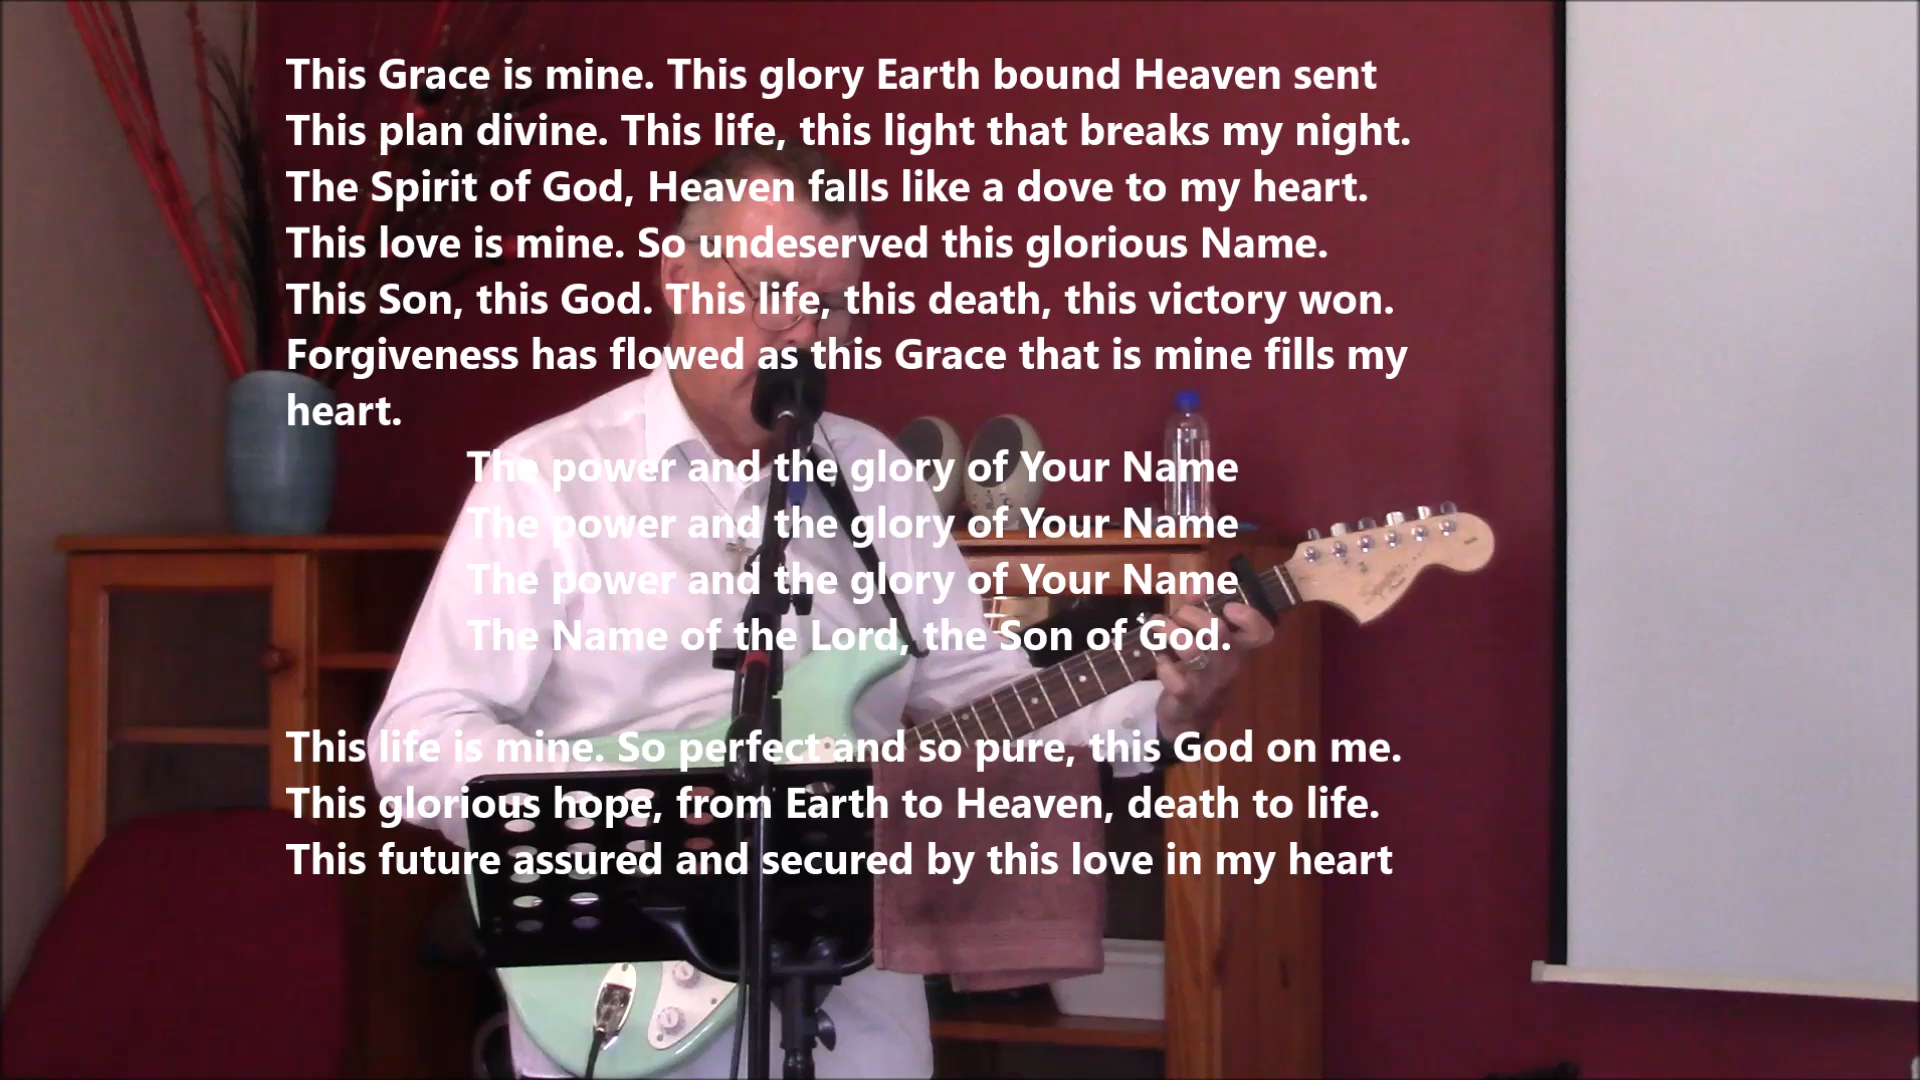 This Grace is mine. This glory Earth bound Heaven sent
This plan divine. This life, this light that breaks my night.
The Spirit of God, Heaven falls like a dove to my heart.
This love is mine. So undeserved this glorious Name.
This Son, this God. This life, this death, this victory won.
Forgiveness has flowed as this Grace that is mine fills my
heart.
The power and the glory of Your Name
The power and the glory of Your Name
The power and the glory of Your Name
The Name of the Lord, the Son of God.
This life is mine. So perfect and so pure, this God on me.
This glorious hope, from Earth to Heaven, death to life.
This future assured and secured by this love in my heart